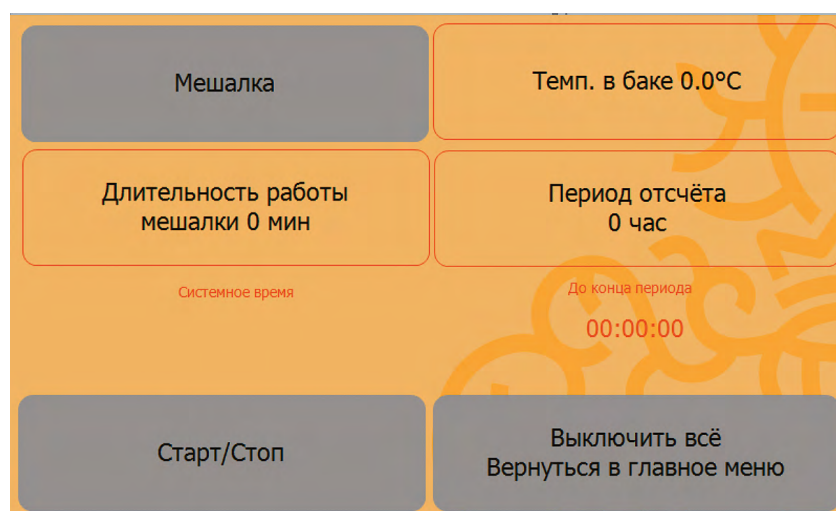 Мешалка
Темп. в баке 0.0°C
Длительность работы
мешалки 0 мин
Период отсчёта
0 час
Системное время
До конца периода
00:00:00
Старт/Стоп
Выключить всё
Вернуться в главное меню